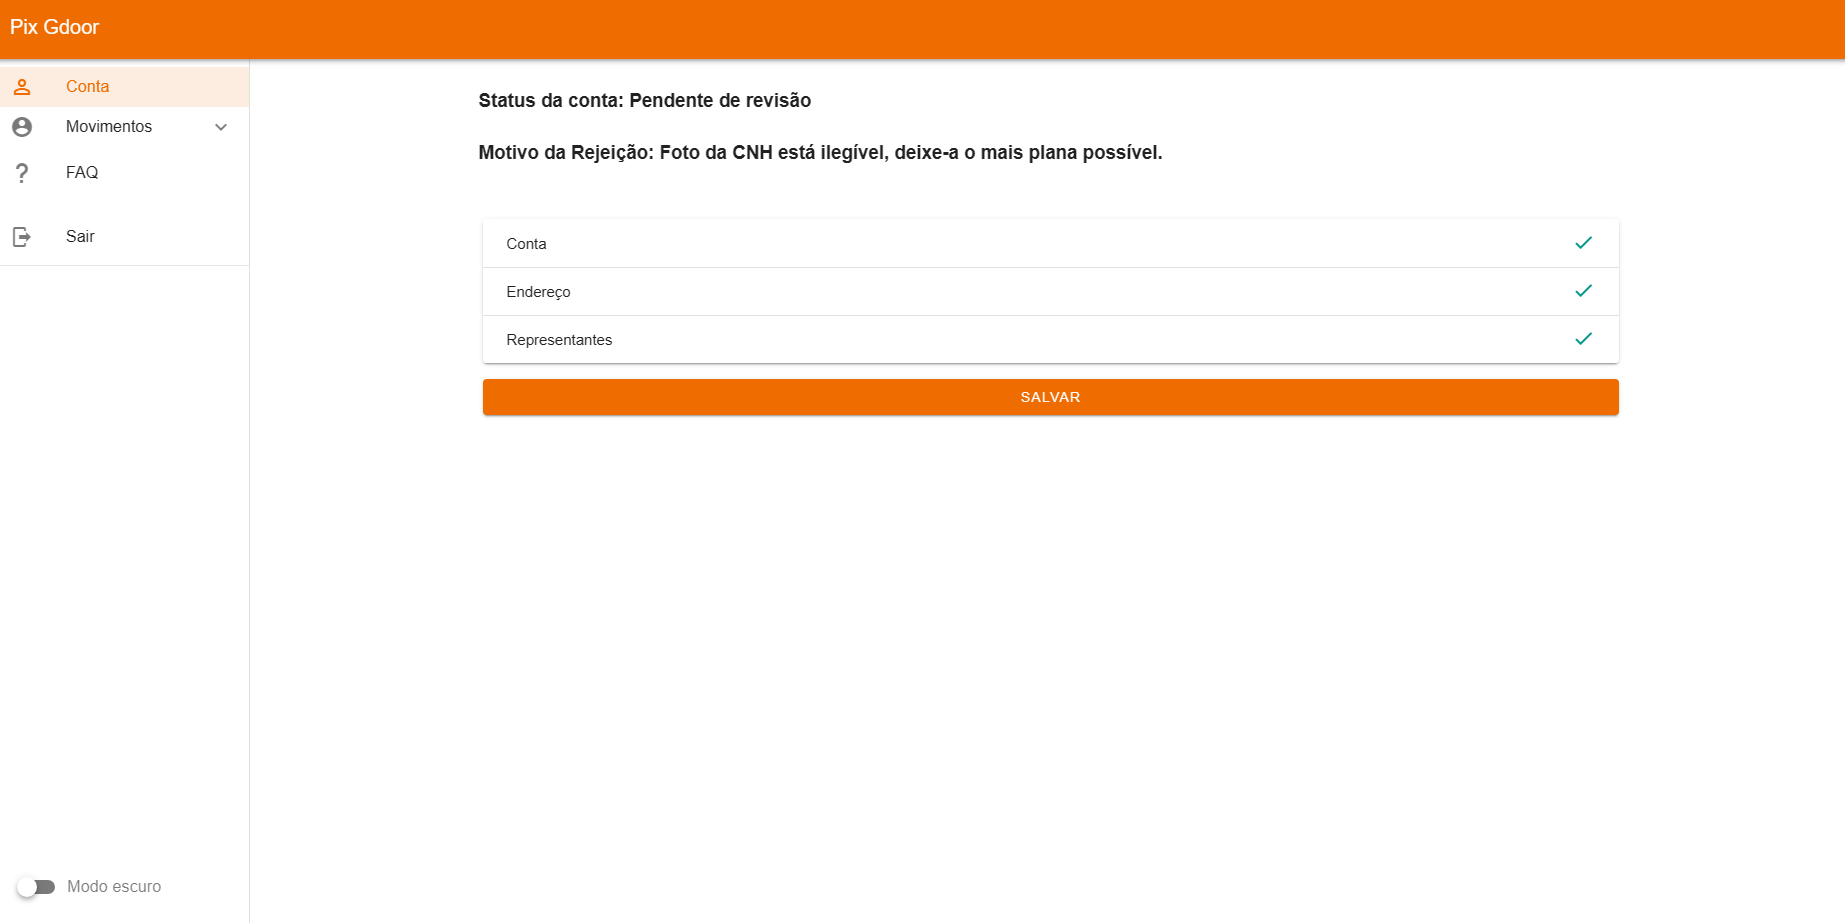 Pix Gdoor
Conta
Movimentos
FAQ
Sair
Status da conta: Pendente de revisão
Motivo da Rejeição: Foto da CNH está ilegível, deixe-a o mais plana possível.
Conta
Endereço
Representantes
SALVAR
Modo escuro